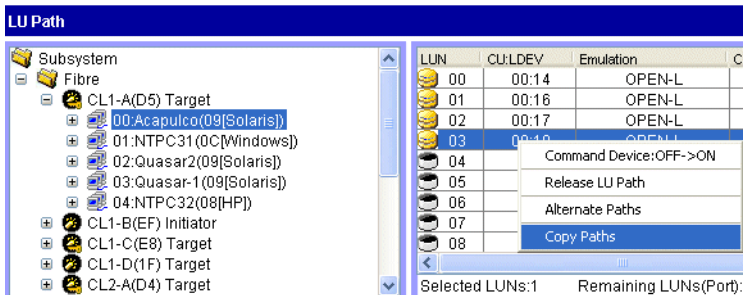 LU Path
Subsystem
Fibre
CL1-A(D5) Target
00:Acapulco(09[Solaris])
01:NTPC31(0C[Windows])
02:Quasar2(09[Solaris])
03:Quasar-1(09[Solaris])
04:NTPC32(08[HP])
CL1-B(EF) Initiator
CL1-C(E8) Target
CL1-D(1F) Target
CL2-A(D4) Target
LUN CU:LDEV Emulation C
00 00:14 OPEN-L
01 00:16 OPEN-L
02 00:17 OPEN-L
03 OPEN-L
04
05
06
07
08
Command Device:OFF->ON
Release LU Path
Alternate Paths
Copy Paths
Selected LUNs:1 Remaining LUNs(Port):